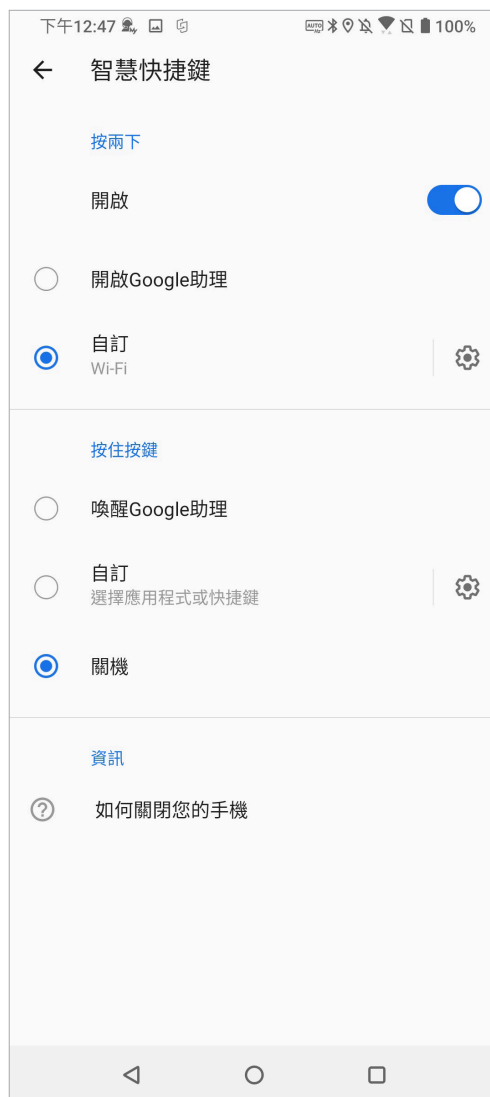 下午12:47 100%
智慧快捷鍵
按兩下
開啟
開啟Google助理
自訂
Wi-Fi
按住按鍵
喚醒Google助理
自訂
選擇應用程式或快捷鍵
關機
資訊
如何關閉您的手機